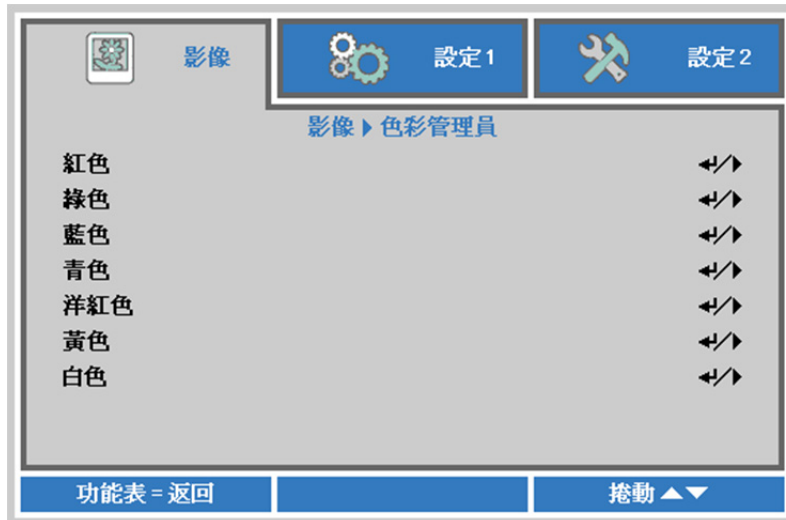 影像
設定1
設定2
影像▶色彩管理員
紅色 ↵/▶
綠色 ↵/▶
藍色 ↵/▶
青色 ↵/▶
洋紅色 ↵/▶
黃色 ↵/▶
白色 ↵/▶
功能表=返回
捲動▲▼